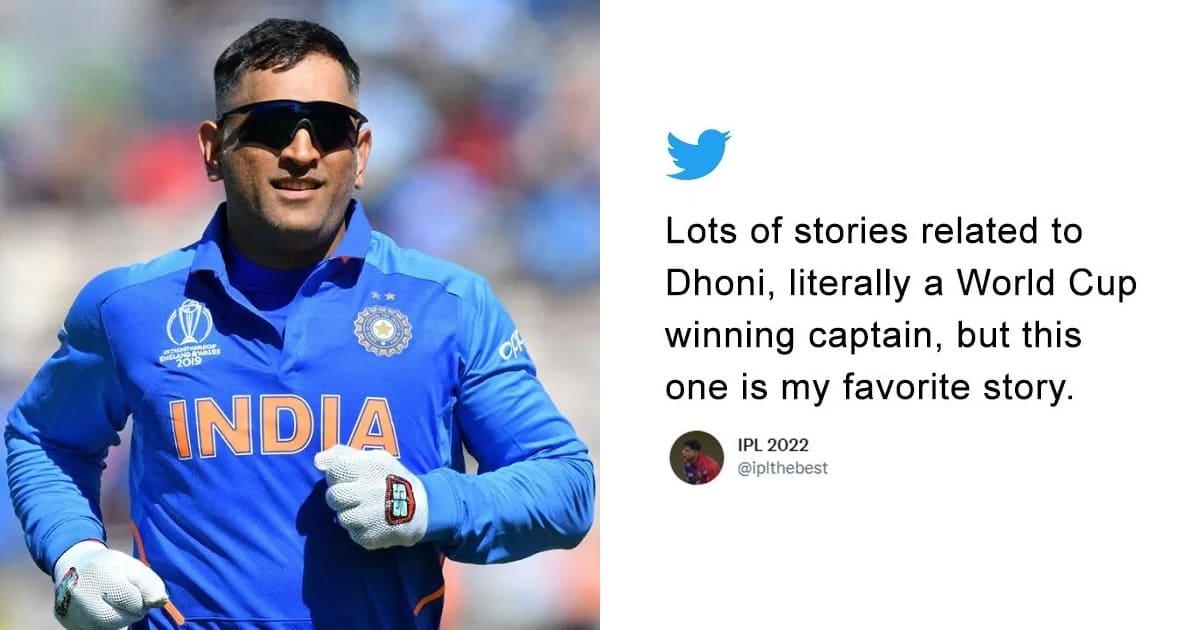 ICC CRICKET WORLD CUP
ENGLAND & WALES
2019
oppo
INDIA
SS
Lots of stories related to
Dhoni, literally a World Cup
winning captain, but this
one is my favorite story.
IPL 2022
@iplthebest